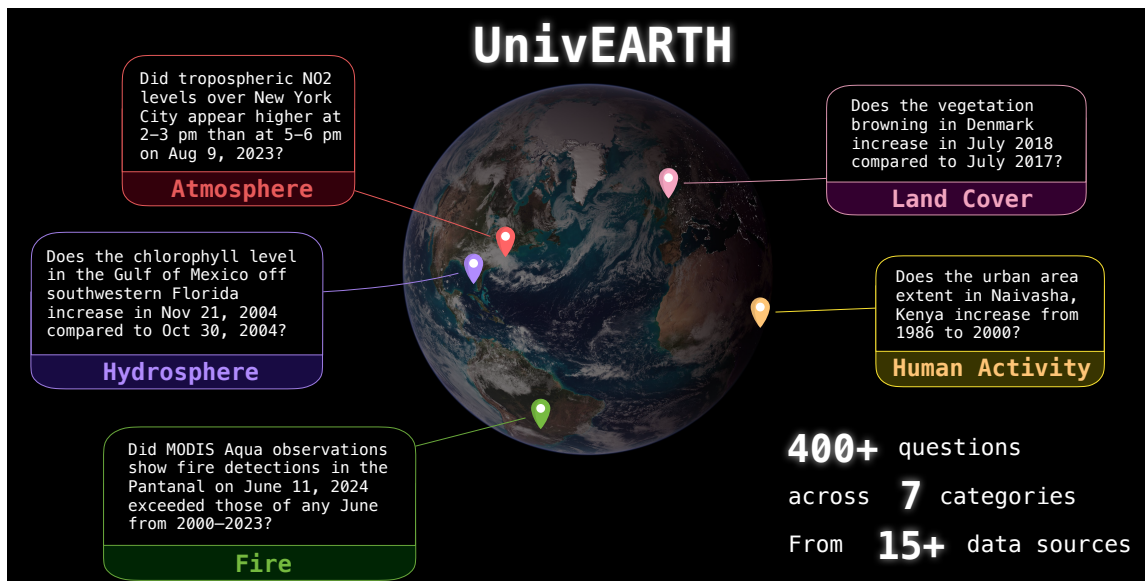 UnivEARTH
Did tropospheric NO2
levels over New York
City appear higher at
2–3 pm than at 5–6 pm
on Aug 9, 2023?
Atmosphere
Does the vegetation
browning in Denmark
increase in July 2018
compared to July 2017?
Land Cover
Does the chlorophyll level
in the Gulf of Mexico off
southwestern Florida
increase in Nov 21, 2004
compared to Oct 30, 2004?
Hydrosphere
Does the urban area
extent in Naivasha,
Kenya increase from
1986 to 2000?
Human Activity
Did MODIS Aqua observations
show fire detections in the
Pantanal on June 11, 2024
exceeded those of any June
from 2000–2023?
Fire
400+ questions
across 7 categories
From 15+ data sources